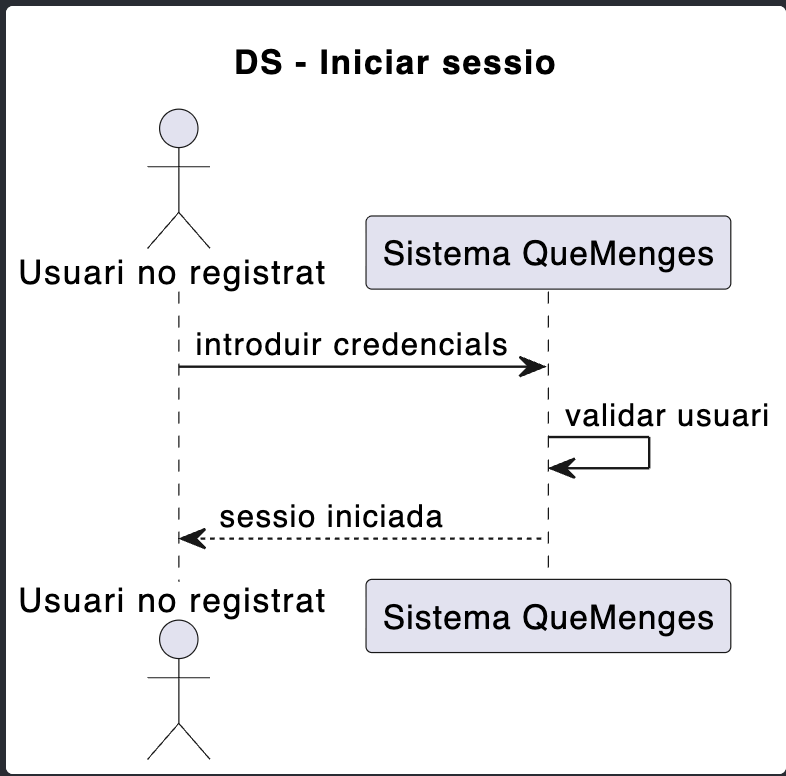 DS - Iniciar sessio
Usuari no registrat
Sistema QueMenges
introduir credencials
validar usuari
sessio iniciada
Usuari no registrat
Sistema QueMenges